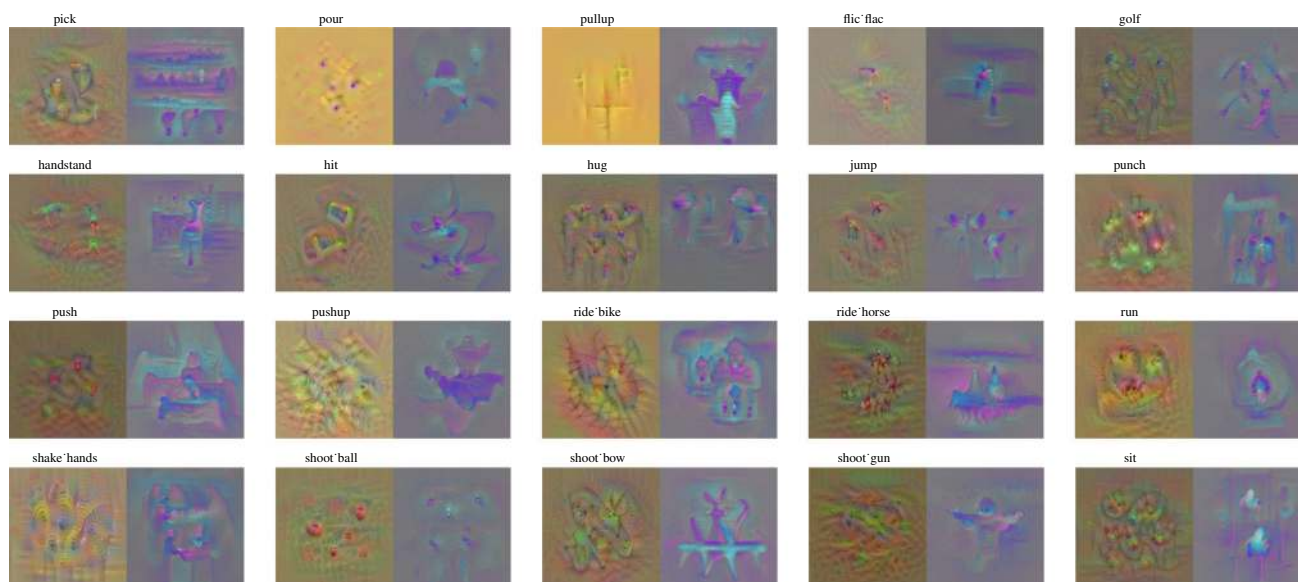 pick pour pullup flic˙flac golf
handstand hit hug jump punch
push pushup ride˙bike ride˙horse run
shake˙hands shoot˙ball shoot˙bow shoot˙gun sit